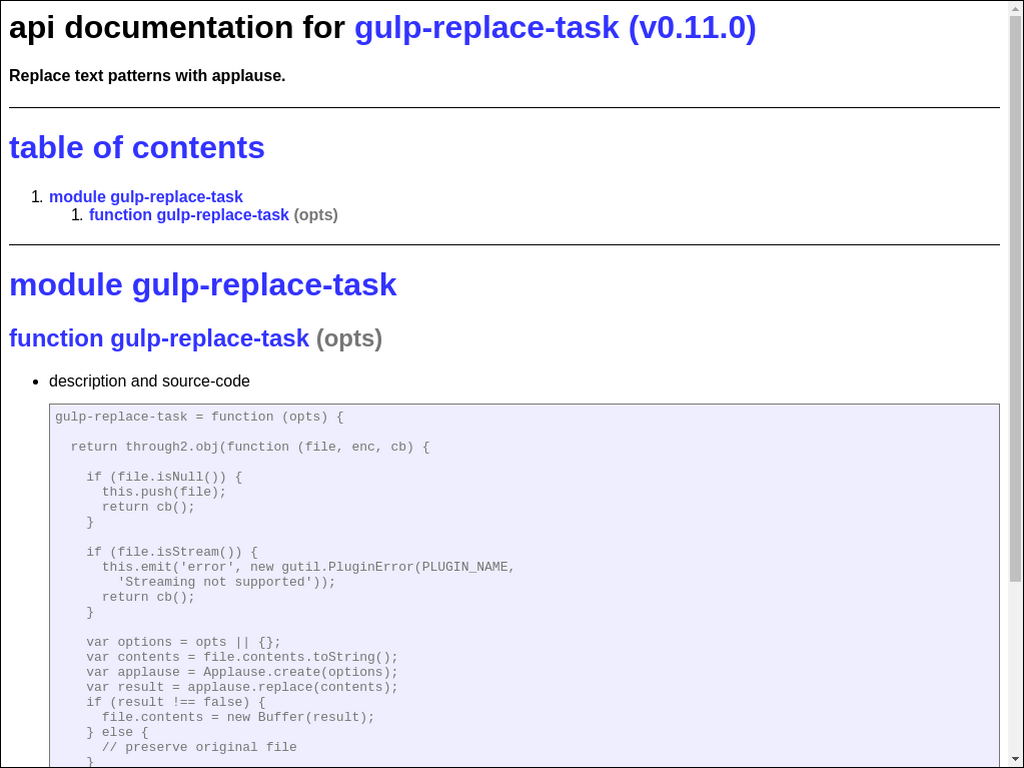 api documentation for gulp-replace-task (v0.11.0)
Replace text patterns with applause.
table of contents
1. module gulp-replace-task
1. function gulp-replace-task (opts)
module gulp-replace-task
function gulp-replace-task (opts)
• description and source-code
gulp-replace-task = function (opts) {
  return through2.obj(function (file, enc, cb) {
    if (file.isNull()) {
      this.push(file);
      return cb();
    }
    if (file.isStream()) {
      this.emit('error', new gutil.PluginError(PLUGIN_NAME,
        'Streaming not supported'));
      return cb();
    }
    var options = opts || {};
    var contents = file.contents.toString();
    var applause = Applause.create(options);
    var result = applause.replace(contents);
    if (result !== false) {
      file.contents = new Buffer(result);
    } else {
      // preserve original file
    }